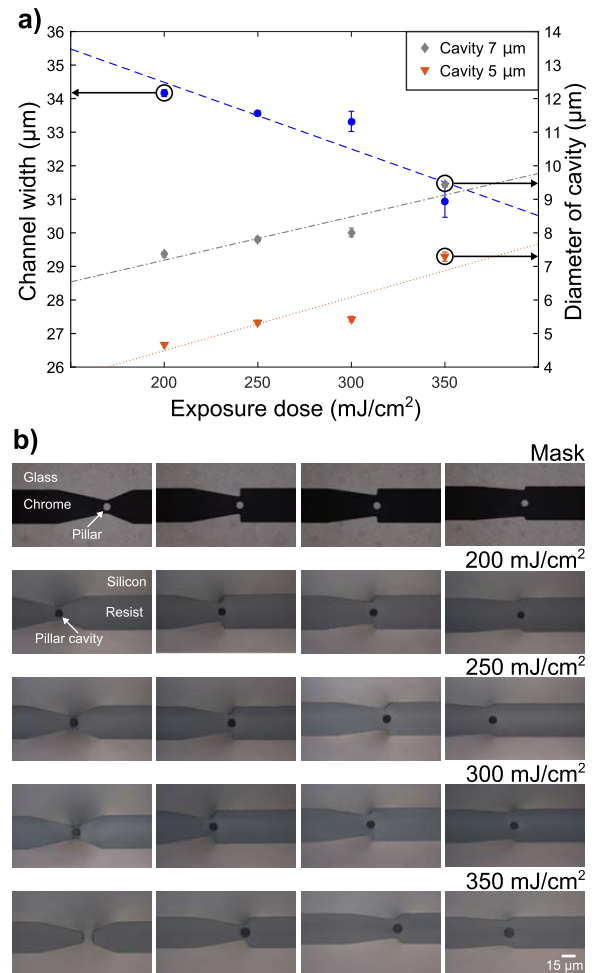 a)
36
35
34
33
32
31
30
29
28
27
26
Channel width (μm)
14
13
12
11
10
9
8
7
6
5
4
Diameter of cavity (μm)
Cavity 7 μm
Cavity 5 μm
200 250 300 350
Exposure dose (mJ/cm²)
b)
Mask
Glass
Chrome
Pillar
200 mJ/cm²
Silicon
Resist
Pillar cavity
250 mJ/cm²
300 mJ/cm²
350 mJ/cm²
15 μm